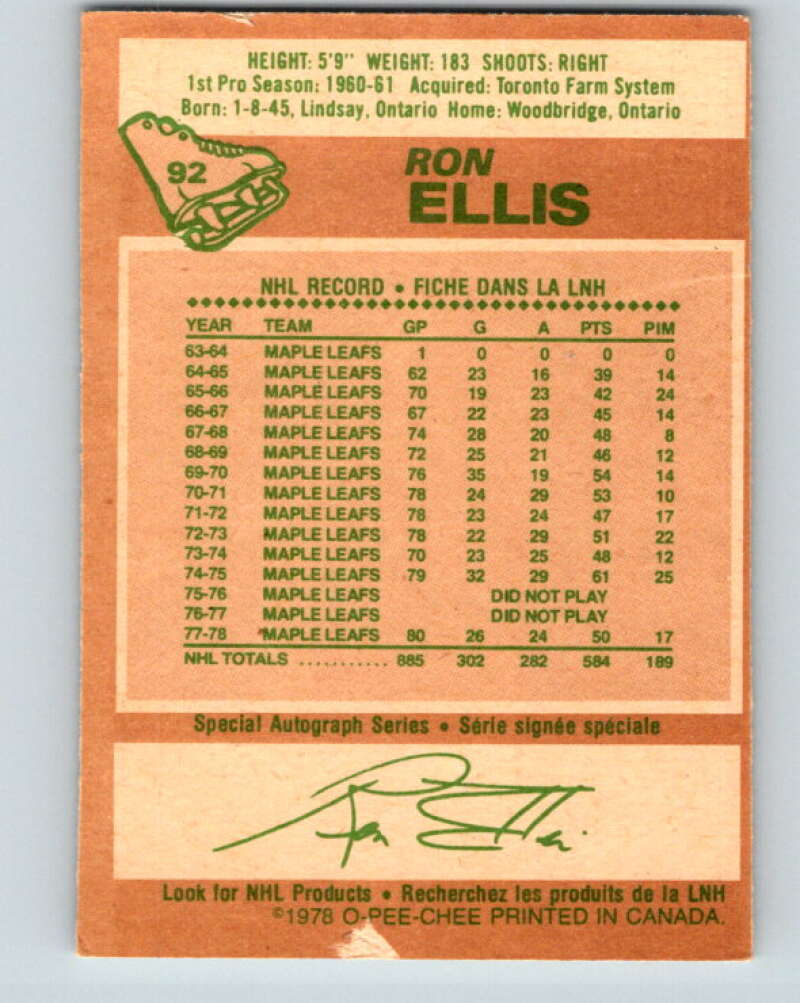 HEIGHT: 5'9" WEIGHT: 183 SHOOTS: RIGHT
1st Pro Season: 1960-61 Acquired: Toronto Farm System
Born: 1-8-45, Lindsay, Ontario Home: Woodbridge, Ontario
92
RON
ELLIS
NHL RECORD • FICHE DANS LA LNH
YEAR TEAM GP G A PTS PIM
63-64 MAPLE LEAFS 1 0 0 0 0
64-65 MAPLE LEAFS 62 23 16 39 14
65-66 MAPLE LEAFS 70 19 23 42 24
66-67 MAPLE LEAFS 67 22 23 45 14
67-68 MAPLE LEAFS 74 28 20 48 8
68-69 MAPLE LEAFS 72 25 21 46 12
69-70 MAPLE LEAFS 76 35 19 54 14
70-71 MAPLE LEAFS 78 24 29 53 10
71-72 MAPLE LEAFS 78 23 24 47 17
72-73 MAPLE LEAFS 78 22 29 51 22
73-74 MAPLE LEAFS 70 23 25 48 12
74-75 MAPLE LEAFS 79 32 29 61 25
75-76 MAPLE LEAFS DID NOT PLAY
76-77 MAPLE LEAFS DID NOT PLAY
77-78 MAPLE LEAFS 80 26 24 50 17
NHL TOTALS ........... 885 302 282 584 189
Special Autograph Series • Série signée spéciale
Ron Ellis
Look for NHL Products • Recherchez les produits de la LNH
©1978 O-PEE-CHEE PRINTED IN CANADA.